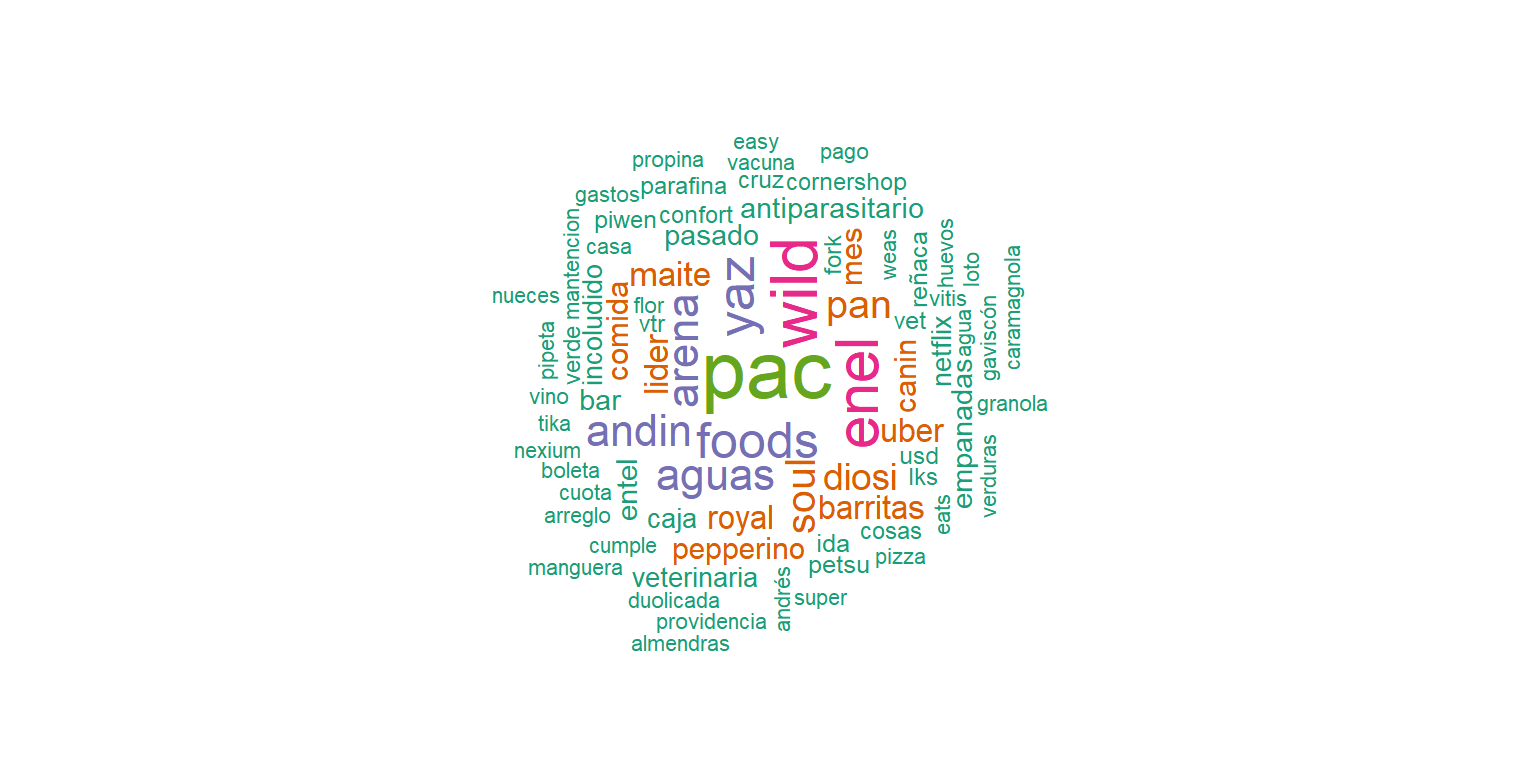 easy
propina
vacuna
pago
parafina
cruz
cornershop
gastos
piwen
confort
antiparasitario
mantencion
casa
pasado
wild
fork
mes
weas
reñaca
huevos
loto
caramagnola
nueces
incoludido
comida
maite
yaz
flor
arena
pan
vitis
vtr
vet
agua
gaviscón
pipeta
verde
lider
pac
enel
canin
netflix
vino
bar
empanadas
granola
tika
andin
foods
uber
nexium
usd
verduras
boleta
aguas
soul
diosi
lks
cuota
entel
arreglo
caja
royal
barritas
eats
cosas
cumple
pepperino
ida
pizza
manguera
veterinaria
petsu
duolicada
andrés
super
providencia
almendras